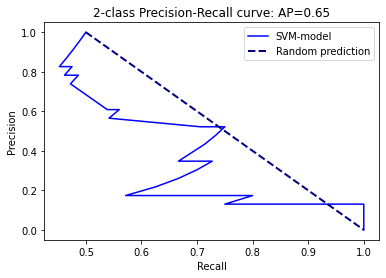 2-class Precision-Recall curve: AP=0.65
SVM-model
Random prediction
1.0
0.8
0.6
0.4
0.2
0.0
Precision
0.5 0.6 0.7 0.8 0.9 1.0
Recall